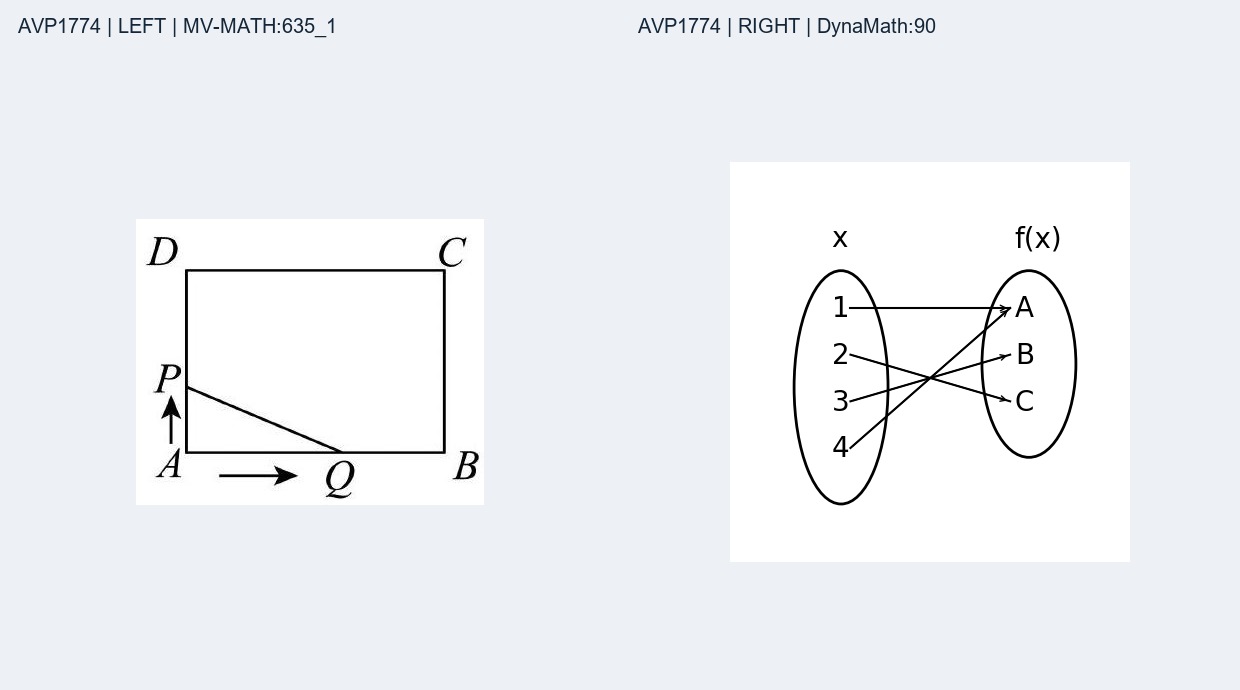 AVP1774 | LEFT | MV-MATH:635_1
AVP1774 | RIGHT | DynaMath:90
D C
P
A Q B
x f(x)
1 A
2 B
3 C
4